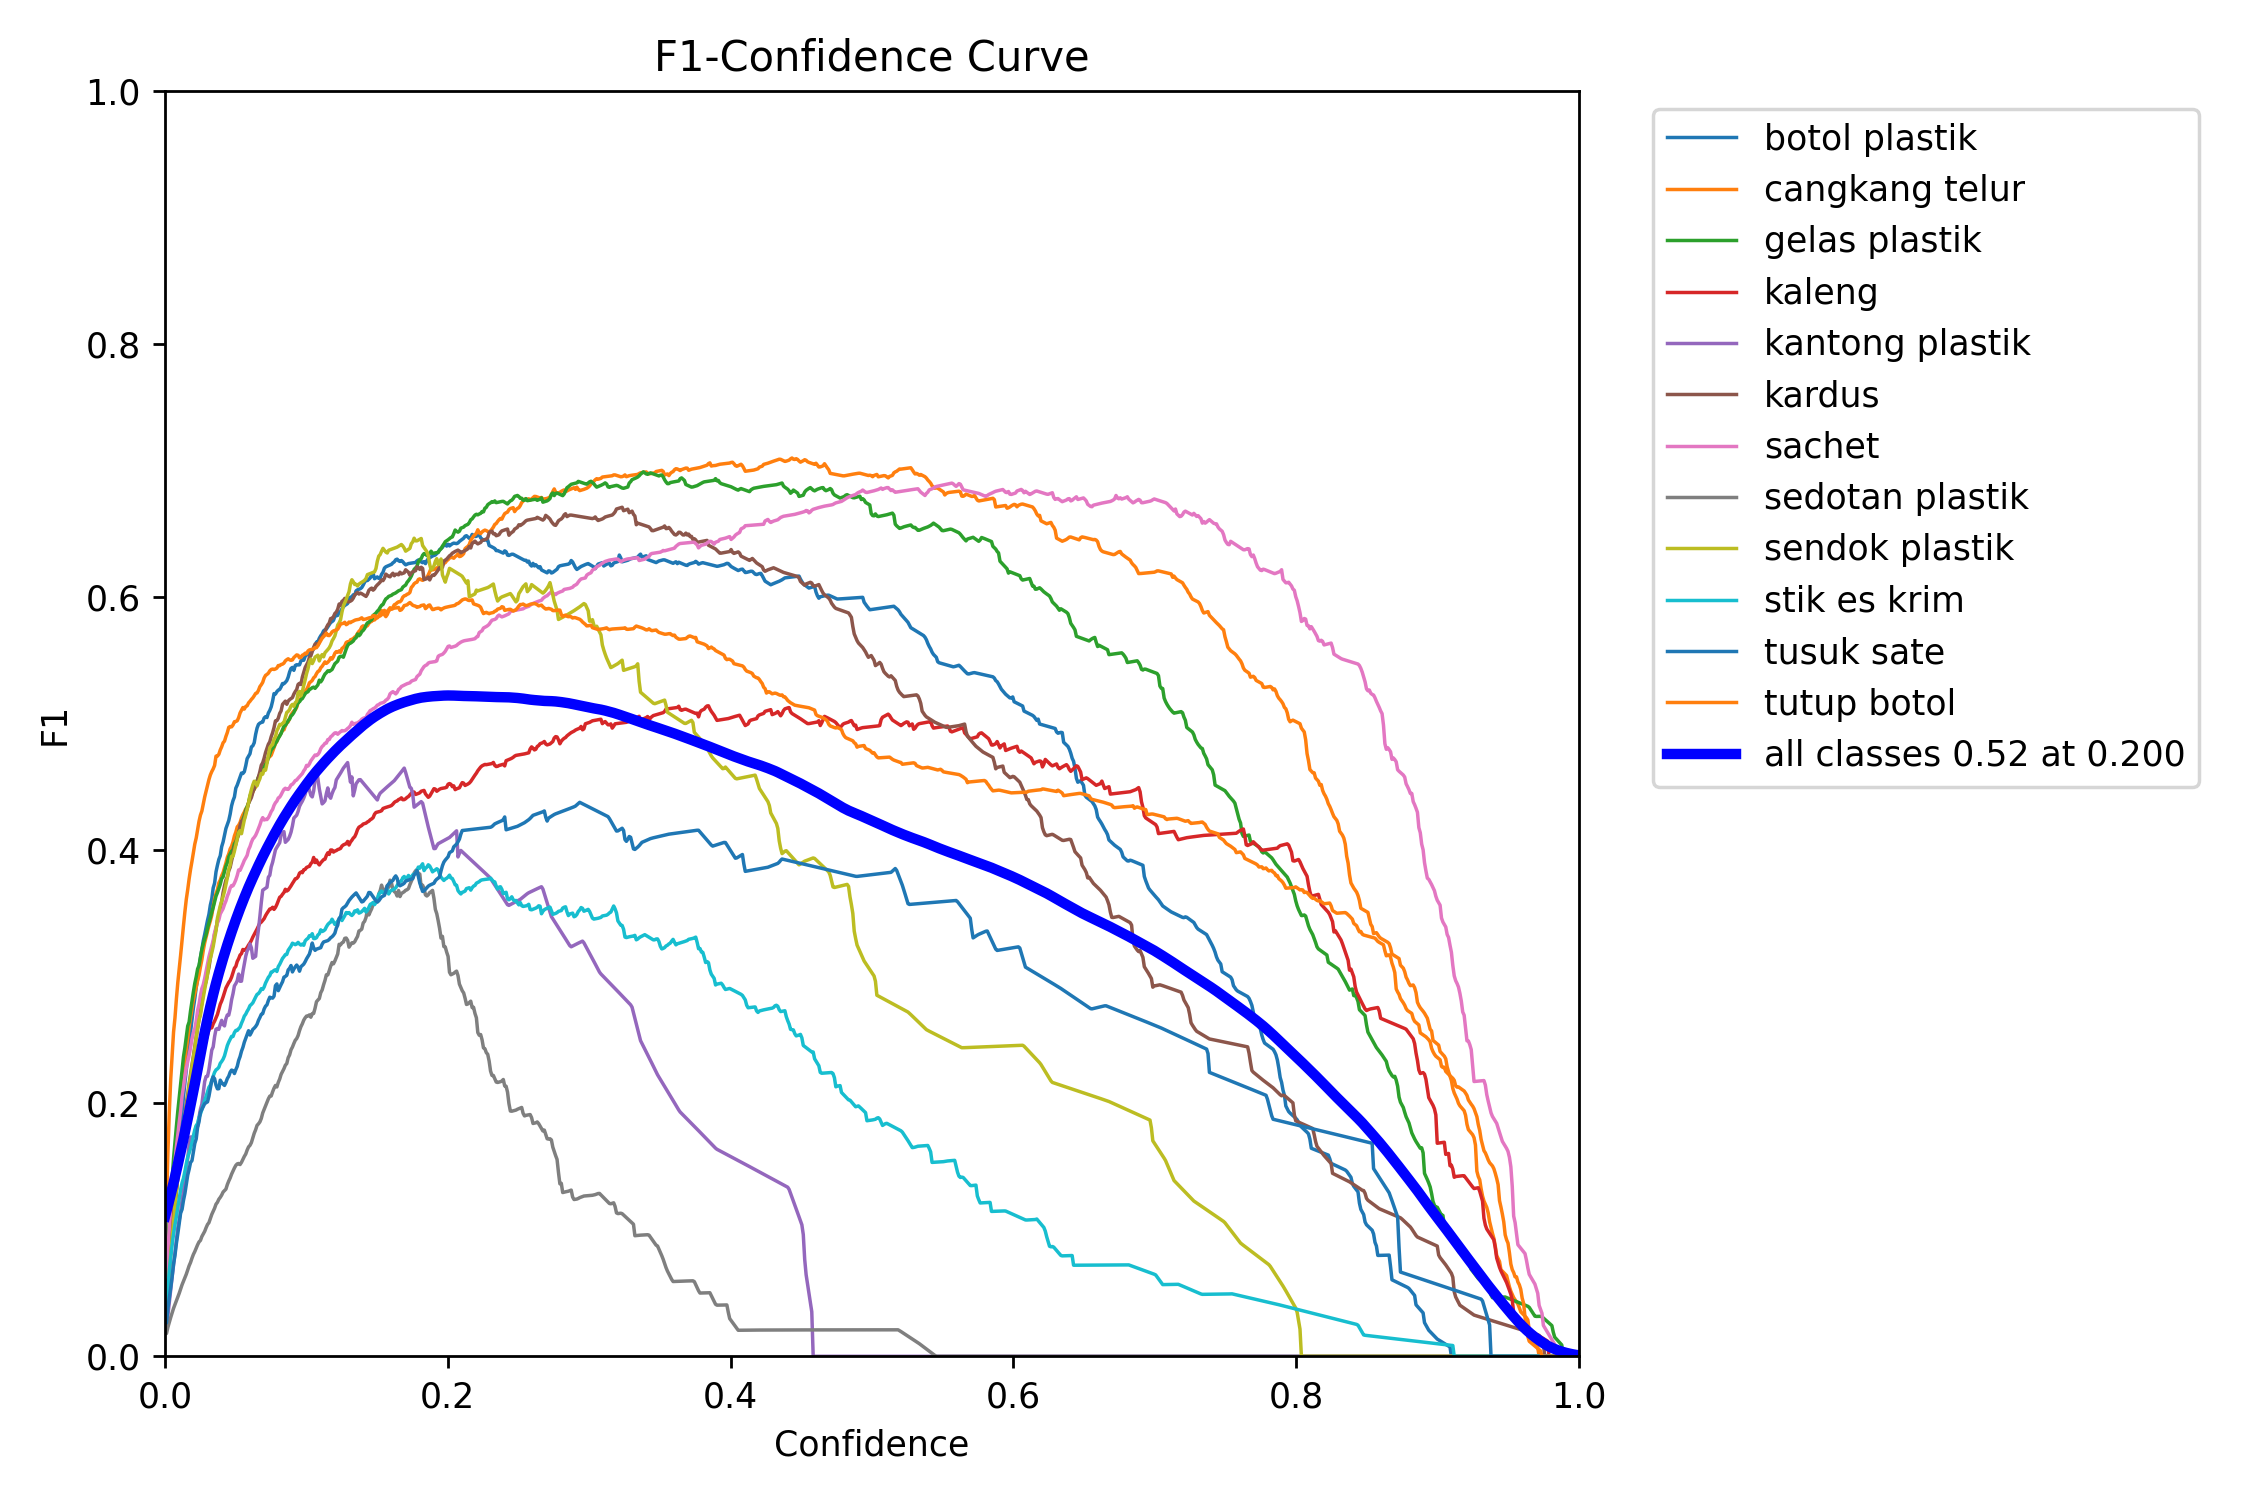 F1-Confidence Curve
1.0
0.8
0.6
0.4
0.2
0.0
F1
0.0 0.2 0.4 0.6 0.8 1.0
Confidence
botol plastik
cangkang telur
gelas plastik
kaleng
kantong plastik
kardus
sachet
sedotan plastik
sendok plastik
stik es krim
tusuk sate
tutup botol
all classes 0.52 at 0.200